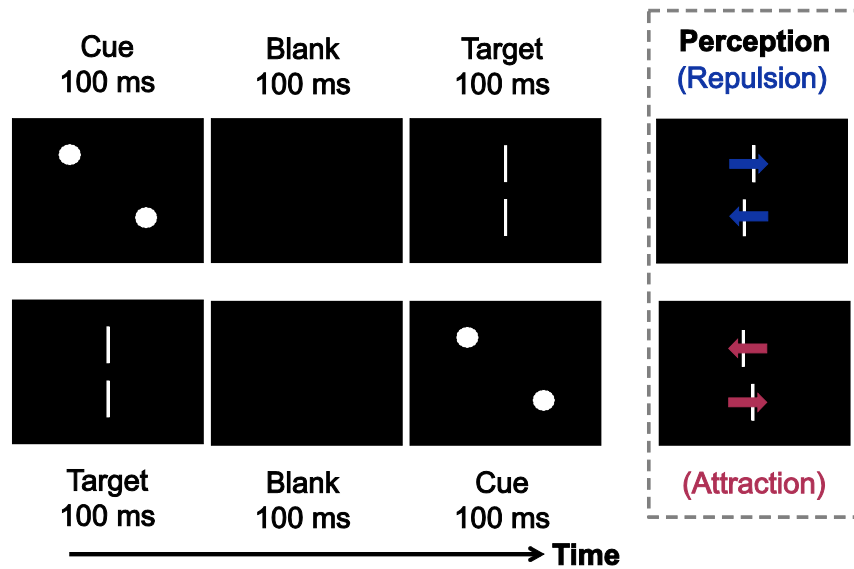 Cue
100 ms
Blank
100 ms
Target
100 ms
Perception
(Repulsion)
Target
100 ms
Blank
100 ms
Cue
100 ms
(Attraction)
Time